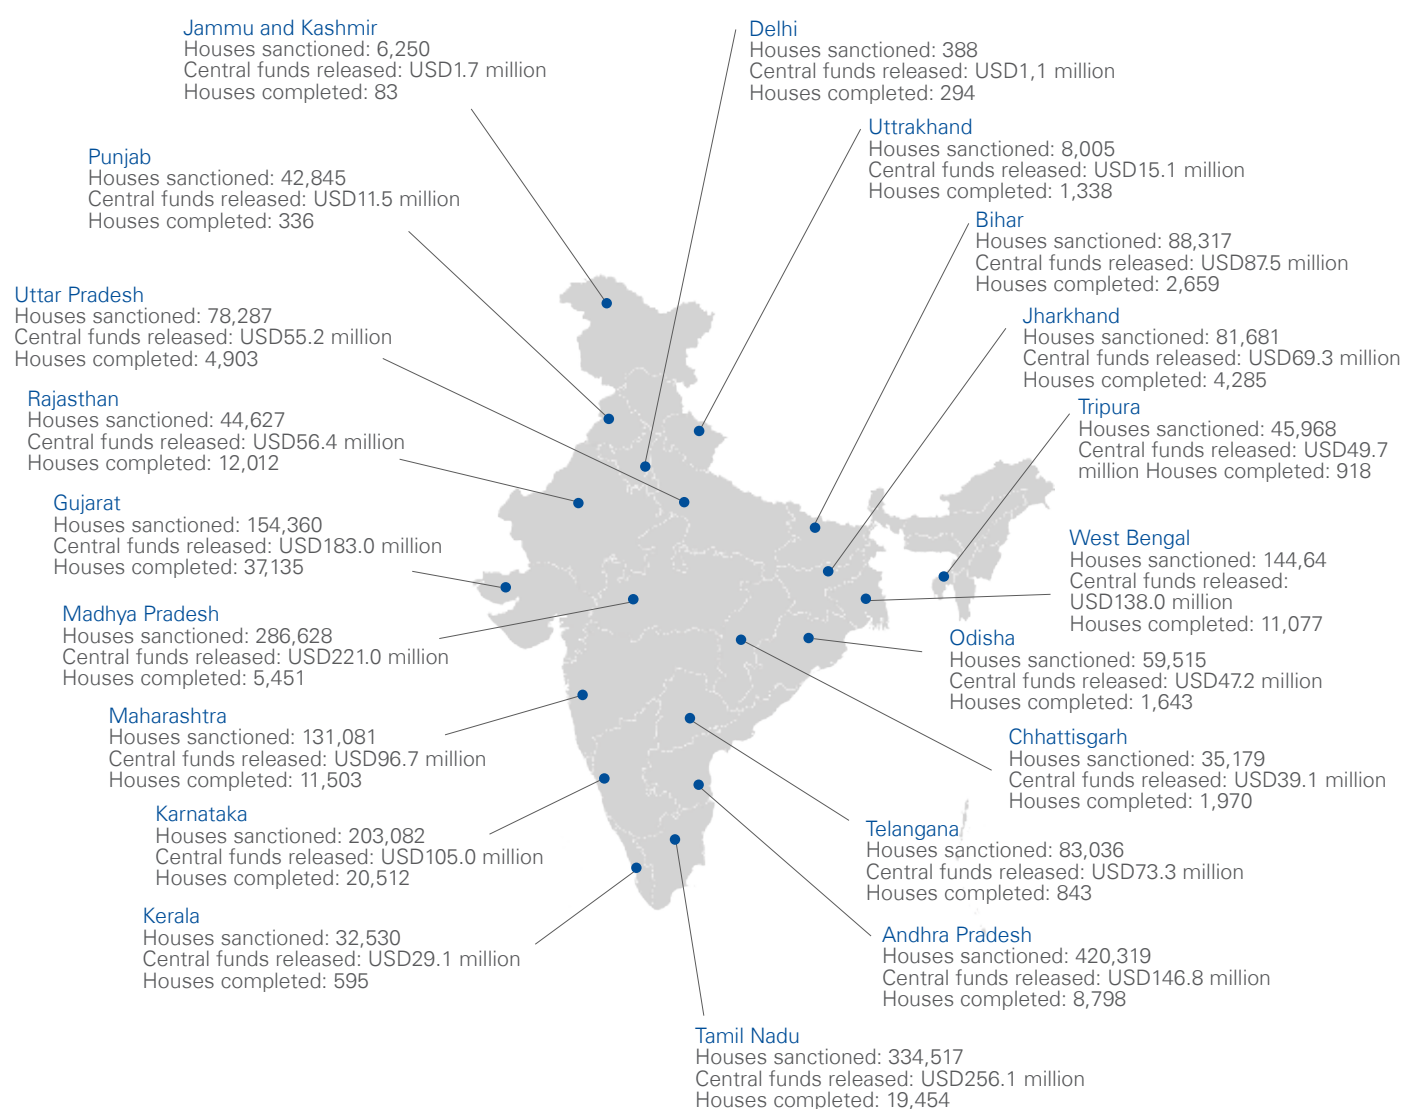 Jammu and Kashmir
Houses sanctioned: 6,250
Central funds released: USD1.7 million
Houses completed: 83
Delhi
Houses sanctioned: 388
Central funds released: USD1,1 million
Houses completed: 294
Uttrakhand
Houses sanctioned: 8,005
Central funds released: USD15.1 million
Houses completed: 1,338
Punjab
Houses sanctioned: 42,845
Central funds released: USD11.5 million
Houses completed: 336
Bihar
Houses sanctioned: 88,317
Central funds released: USD87.5 million
Houses completed: 2,659
Uttar Pradesh
Houses sanctioned: 78,287
Central funds released: USD55.2 million
Houses completed: 4,903
Jharkhand
Houses sanctioned: 81,681
Central funds released: USD69.3 million
Houses completed: 4,285
Rajasthan
Houses sanctioned: 44,627
Central funds released: USD56.4 million
Houses completed: 12,012
Tripura
Houses sanctioned: 45,968
Central funds released: USD49.7
million Houses completed: 918
Gujarat
Houses sanctioned: 154,360
Central funds released: USD183.0 million
Houses completed: 37,135
West Bengal
Houses sanctioned: 144,64
Central funds released:
USD138.0 million
Houses completed: 11,077
Madhya Pradesh
Houses sanctioned: 286,628
Central funds released: USD221.0 million
Houses completed: 5,451
Odisha
Houses sanctioned: 59,515
Central funds released: USD47.2 million
Houses completed: 1,643
Maharashtra
Houses sanctioned: 131,081
Central funds released: USD96.7 million
Houses completed: 11,503
Chhattisgarh
Houses sanctioned: 35,179
Central funds released: USD39.1 million
Houses completed: 1,970
Karnataka
Houses sanctioned: 203,082
Central funds released: USD105.0 million
Houses completed: 20,512
Telangana
Houses sanctioned: 83,036
Central funds released: USD73.3 million
Houses completed: 843
Kerala
Houses sanctioned: 32,530
Central funds released: USD29.1 million
Houses completed: 595
Andhra Pradesh
Houses sanctioned: 420,319
Central funds released: USD146.8 million
Houses completed: 8,798
Tamil Nadu
Houses sanctioned: 334,517
Central funds released: USD256.1 million
Houses completed: 19,454